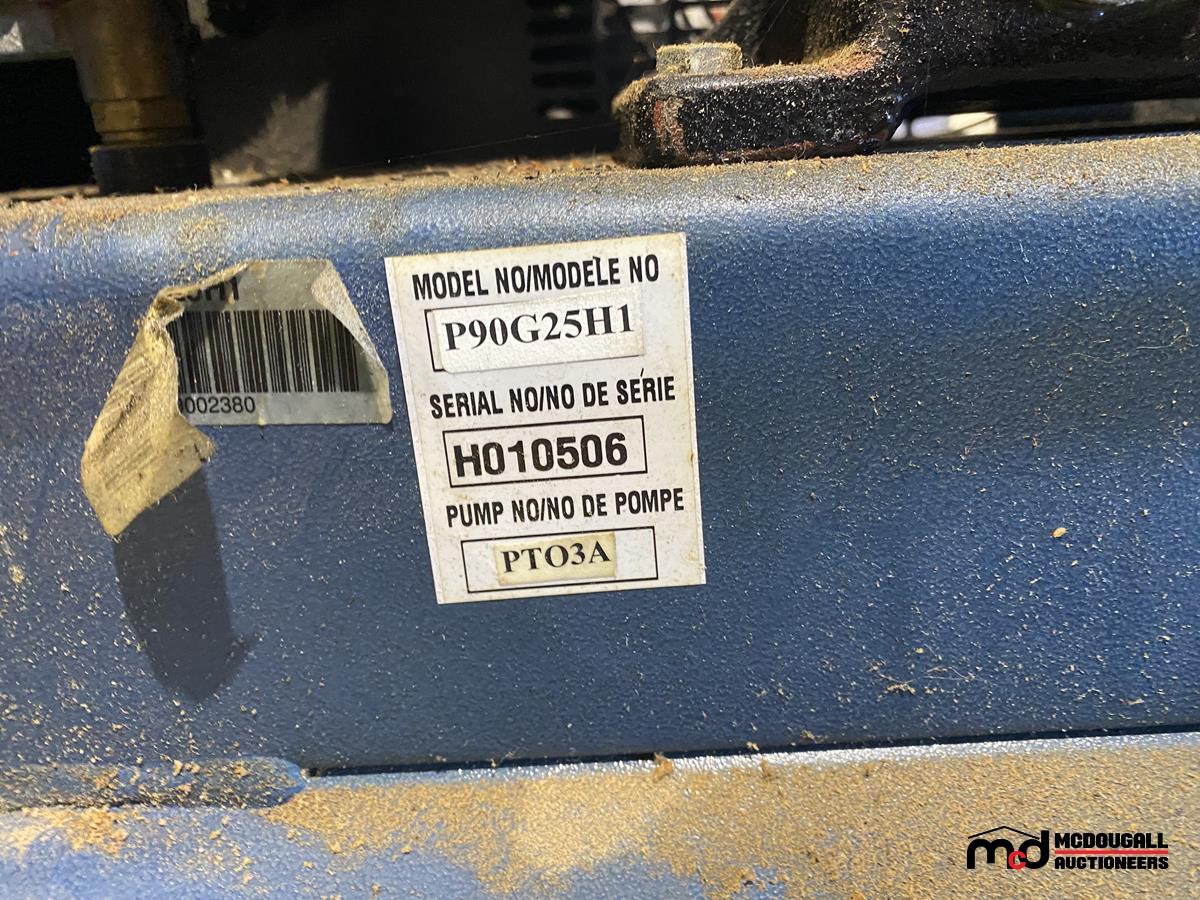 MODEL NO/MODELE NO
P90G25H1
SERIAL NO/NO DE SÉRIE
H010506
PUMP NO/NO DE POMPE
PTO3A
002380
mcd MCDOUGALL
AUCTIONEERS